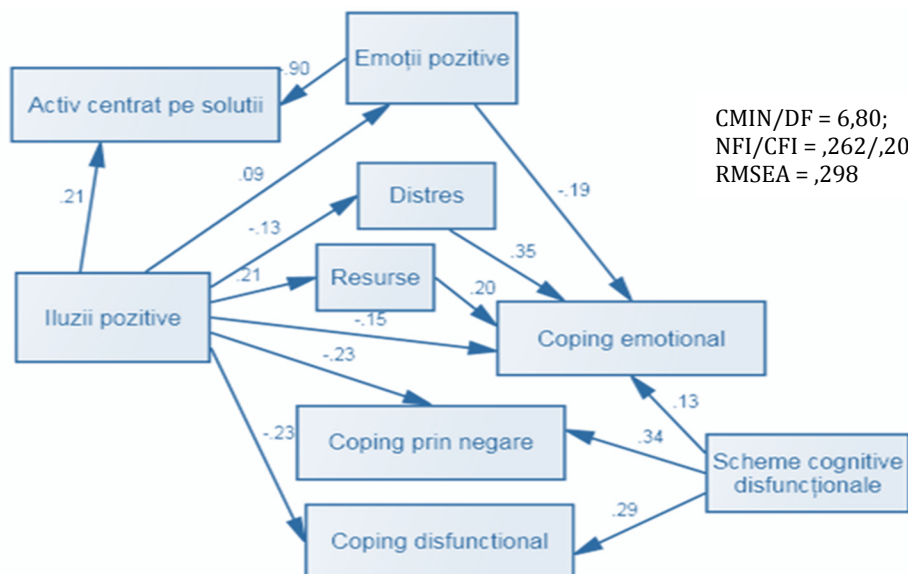 Emoții pozitive
-.90
Activ centrat pe solutii
CMIN/DF = 6,80;
NFI/CFI = ,262/,20
RMSEA = ,298
.09
-.19
.21
-.13
Distres
.35
.21
Resurse
.20
Iluzii pozitive
-.15
Coping emotional
-.23
.13
Coping prin negare
.34
-.23
Scheme cognitive
disfuncționale
.29
Coping disfunctional